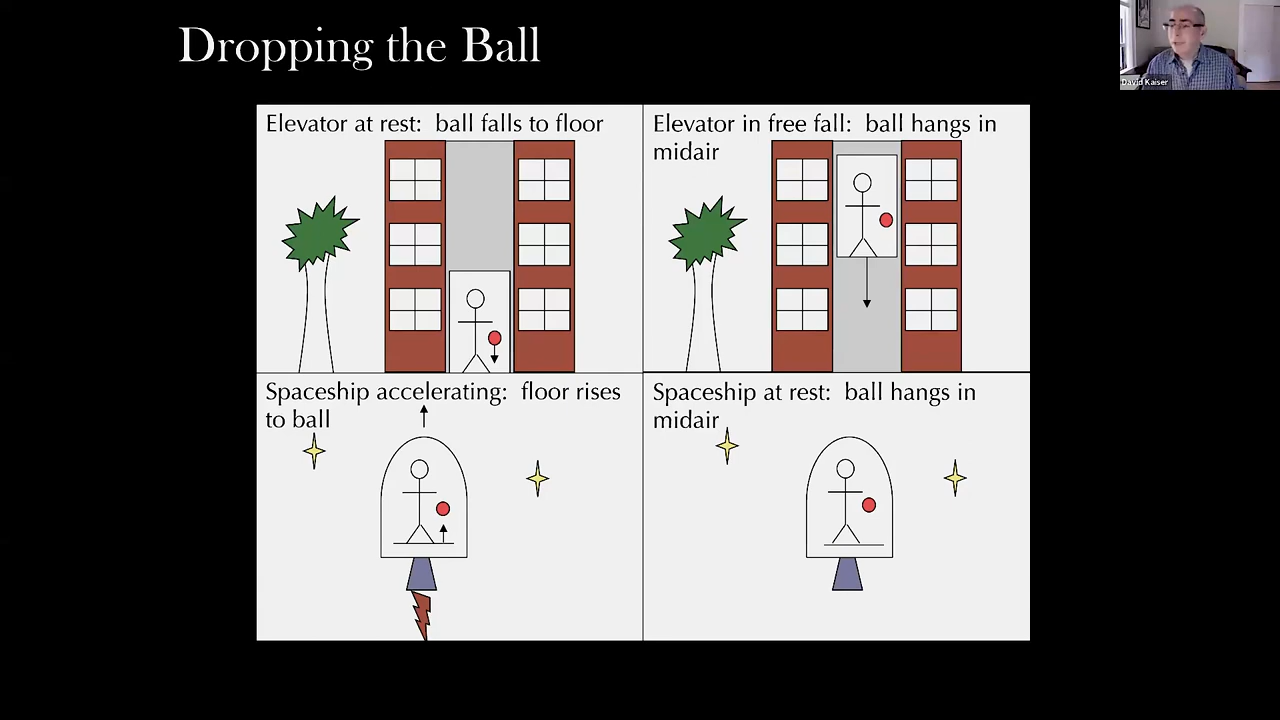 Dropping the Ball
David Kaiser
Elevator at rest:  ball falls to floor
Elevator in free fall:  ball hangs in
midair
Spaceship accelerating:  floor rises
to ball
Spaceship at rest:  ball hangs in
midair